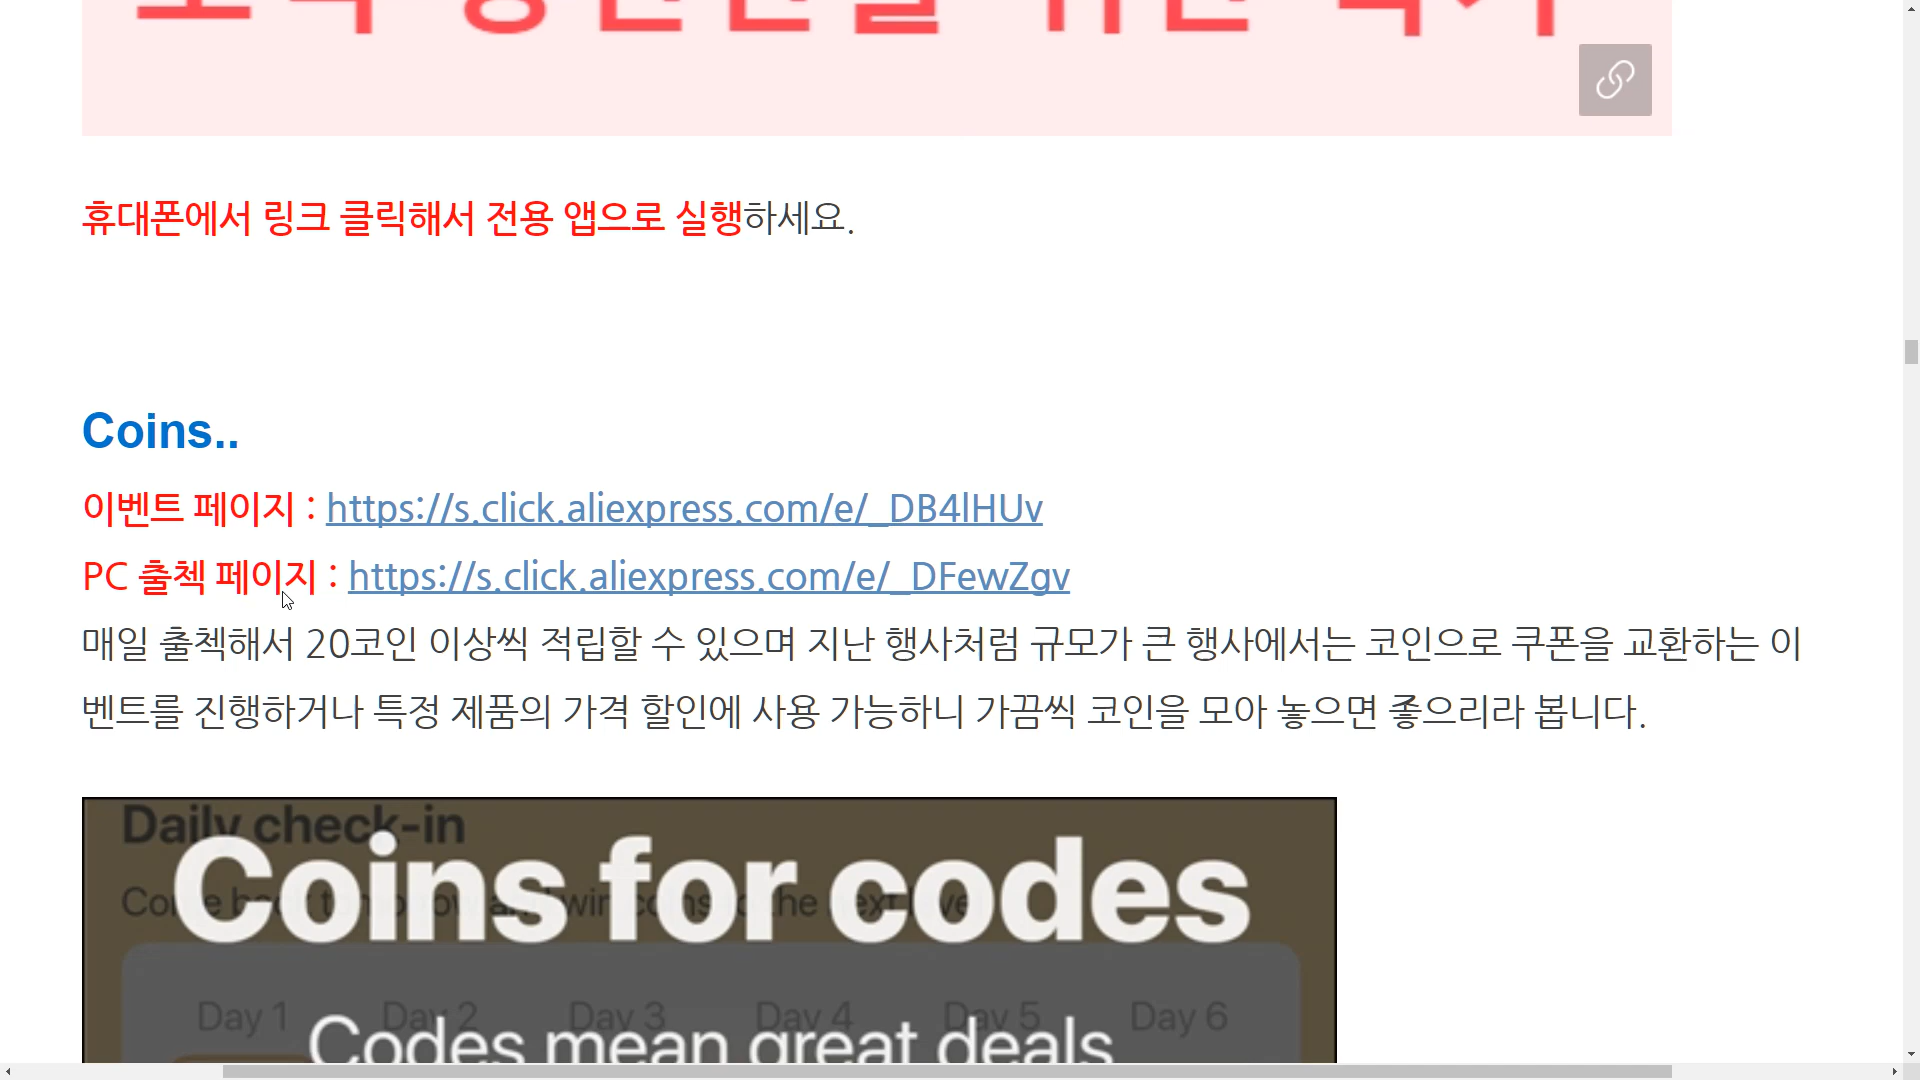 휴대폰에서 링크 클릭해서 전용 앱으로 실행하세요.
Coins..
이벤트 페이지 : https://s.click.aliexpress.com/e/_DB4lHUv
PC 출첵 페이지 : https://s.click.aliexpress.com/e/_DFewZgv
매일 출첵해서 20코인 이상씩 적립할 수 있으며 지난 행사처럼 규모가 큰 행사에서는 코인으로 쿠폰을 교환하는 이
벤트를 진행하거나 특정 제품의 가격 할인에 사용 가능하니 가끔씩 코인을 모아 놓으면 좋으리라 봅니다.
Daily check-in
Coins for codes
Day 1 Day 2 Day 3 Day 4 Day 5 Day 6
Codes mean great deals